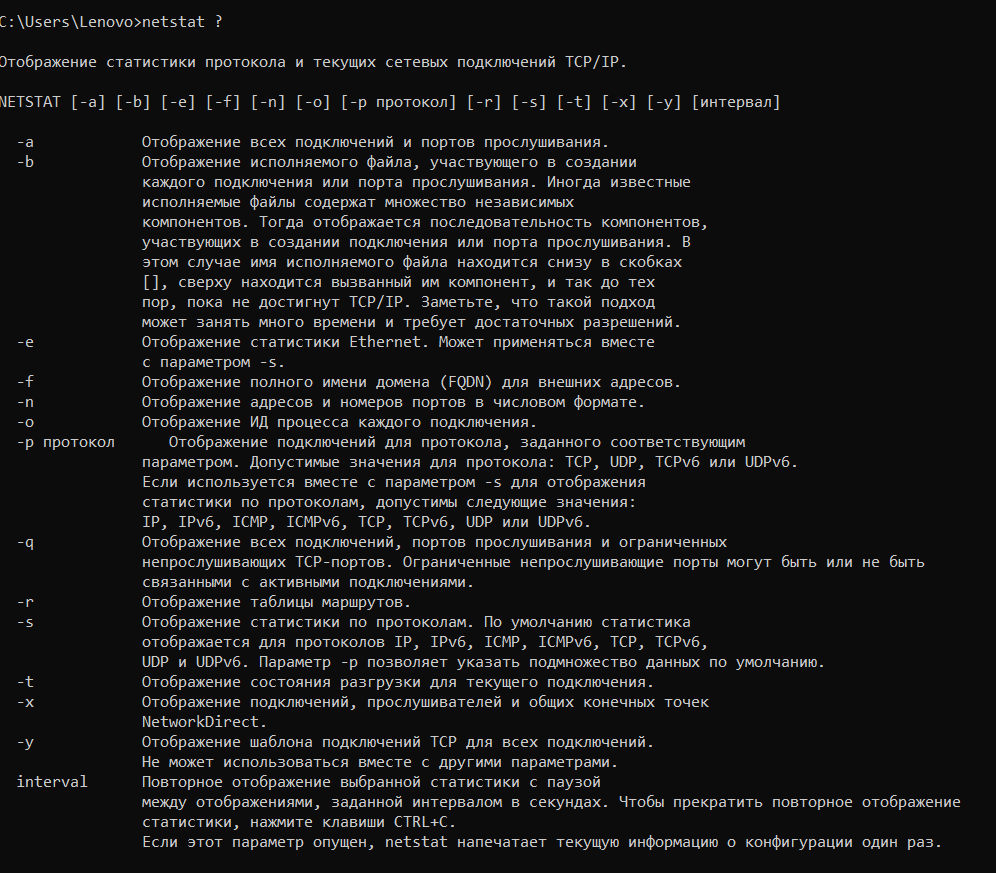 C:\Users\Lenovo>netstat ?
Отображение статистики протокола и текущих сетевых подключений TCP/IP.
NETSTAT [-a] [-b] [-e] [-f] [-n] [-o] [-p протокол] [-r] [-s] [-t] [-x] [-y] [интервал]
-a Отображение всех подключений и портов прослушивания.
-b Отображение исполняемого файла, участвующего в создании
каждого подключения или порта прослушивания. Иногда известные
исполняемые файлы содержат множество независимых
компонентов. Тогда отображается последовательность компонентов,
участвующих в создании подключения или порта прослушивания. В
этом случае имя исполняемого файла находится снизу в скобках
[], сверху находится вызванный им компонент, и так до тех
пор, пока не достигнут TCP/IP. Заметьте, что такой подход
может занять много времени и требует достаточных разрешений.
-e Отображение статистики Ethernet. Может применяться вместе
с параметром -s.
-f Отображение полного имени домена (FQDN) для внешних адресов.
-n Отображение адресов и номеров портов в числовом формате.
-o Отображение ИД процесса каждого подключения.
-p протокол Отображение подключений для протокола, заданного соответствующим
параметром. Допустимые значения для протокола: TCP, UDP, TCPv6 или UDPv6.
Если используется вместе с параметром -s для отображения
статистики по протоколам, допустимы следующие значения:
IP, IPv6, ICMP, ICMPv6, TCP, TCPv6, UDP или UDPv6.
-q Отображение всех подключений, портов прослушивания и ограниченных
непрослушивающих TCP-портов. Ограниченные непрослушивающие порты могут быть или не быть
связанными с активными подключениями.
-r Отображение таблицы маршрутов.
-s Отображение статистики по протоколам. По умолчанию статистика
отображается для протоколов IP, IPv6, ICMP, ICMPv6, TCP, TCPv6,
UDP и UDPv6. Параметр -p позволяет указать подмножество данных по умолчанию.
-t Отображение состояния разгрузки для текущего подключения.
-x Отображение подключений, прослушивателей и общих конечных точек
NetworkDirect.
-y Отображение шаблона подключений TCP для всех подключений.
Не может использоваться вместе с другими параметрами.
interval Повторное отображение выбранной статистики с паузой
между отображениями, заданной интервалом в секундах. Чтобы прекратить повторное отображение
статистики, нажмите клавиши CTRL+C.
Если этот параметр опущен, netstat напечатает текущую информацию о конфигурации один раз.